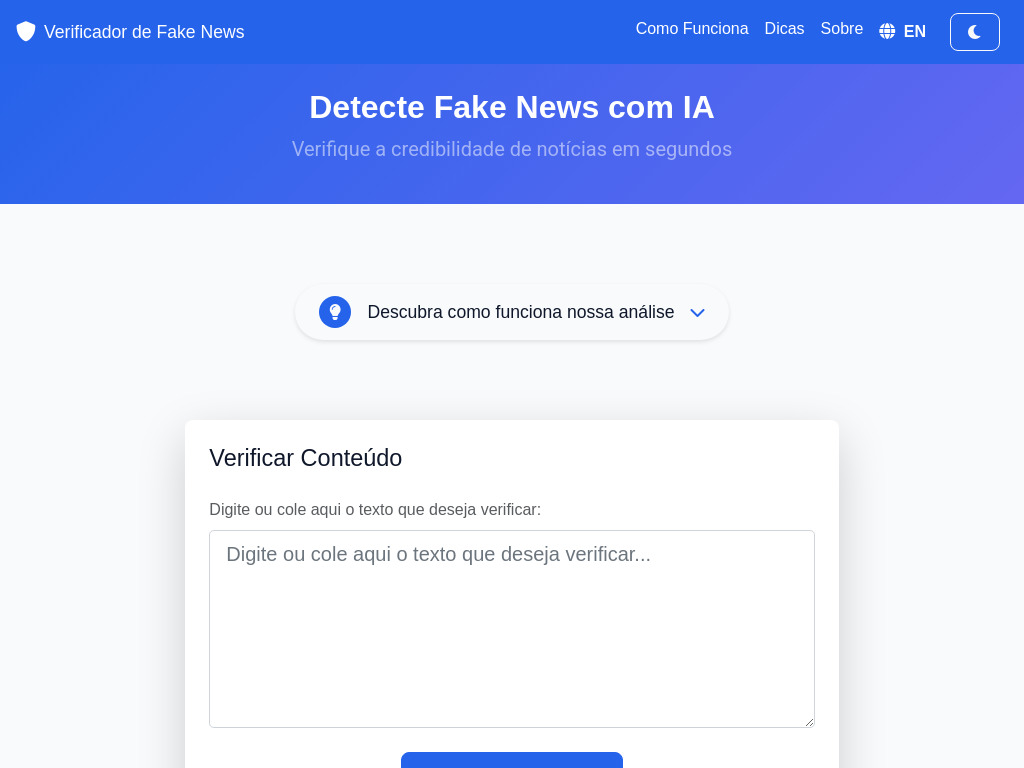 Verificador de Fake News
Como Funciona
Dicas
Sobre
EN
Detecte Fake News com IA
Verifique a credibilidade de notícias em segundos
Descubra como funciona nossa análise
Verificar Conteúdo
Digite ou cole aqui o texto que deseja verificar:
Digite ou cole aqui o texto que deseja verificar...